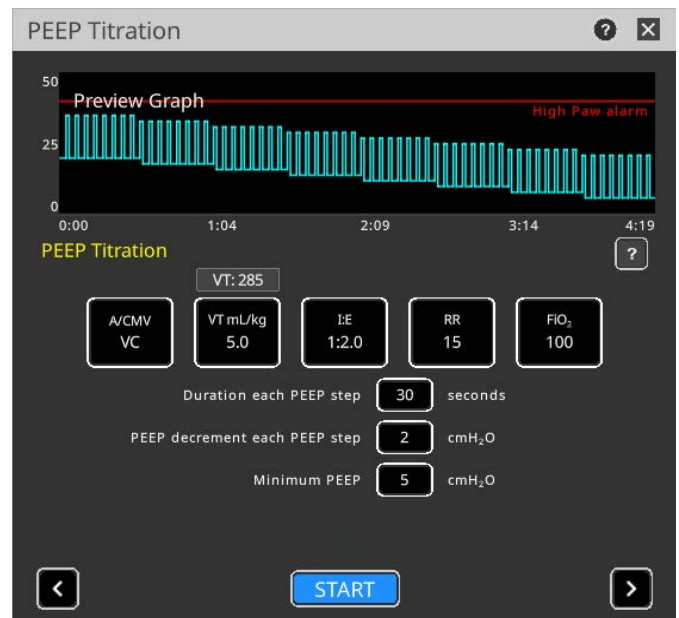 PEEP Titration ? X
50
Preview Graph
High Paw alarm
25
0
0:00 1:04 2:09 3:14 4:19
PEEP Titration ?
VT: 285
A/CMV VT mL/kg I:E RR FiO₂
VC 5.0 1:2.0 15 100
Duration each PEEP step 30 seconds
PEEP decrement each PEEP step 2 cmH₂O
Minimum PEEP 5 cmH₂O
< START >